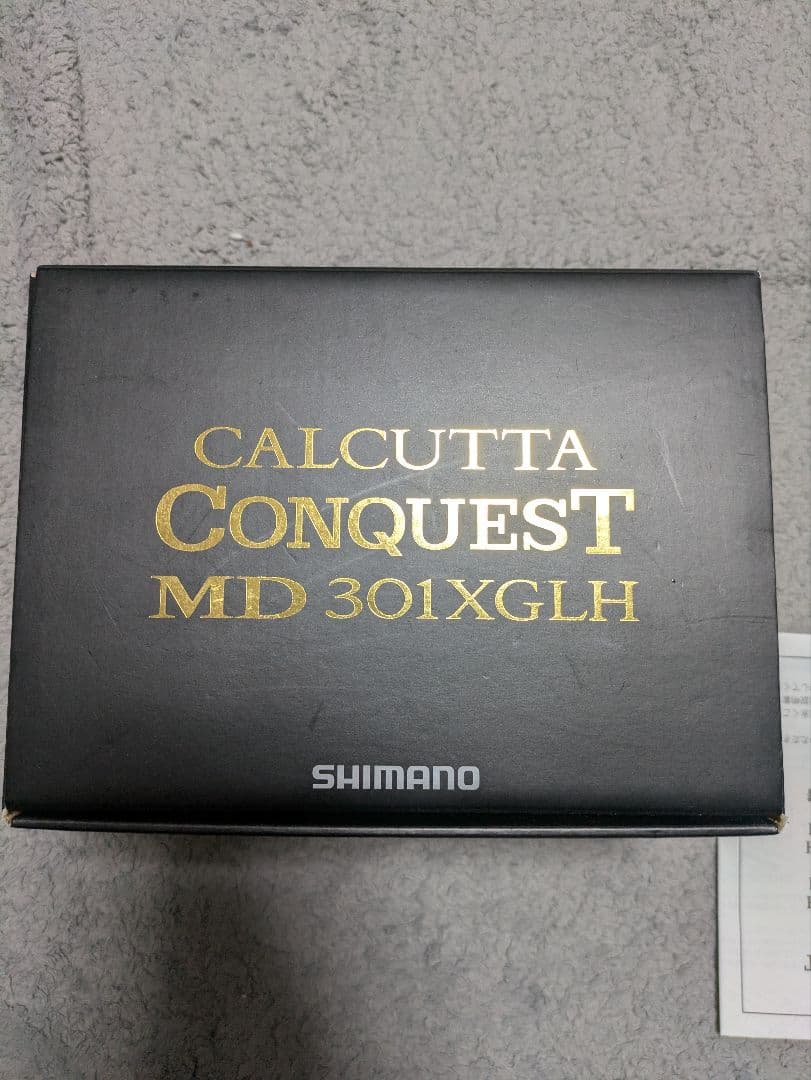 CALCUTTA
CONQUEST
MD 301XGLH
SHIMANO